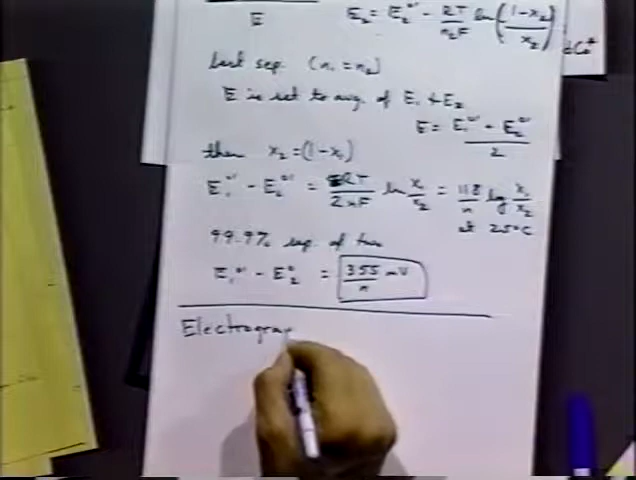 E
E₂ = E₂°' - RT/n₂F ln((1-x₂)/x₂)
best sep. (n₁ = n₂)
E is set to avg. of E₁ & E₂
E = E₁°' - E₂°' / 2
then x₂ = (1-x₁)
E₁°' - E₂°' = RT/2nF ln x₁/x₂ = 118/n log x₁/x₂
at 25°C
99.9% sep. of two
E₁°' - E₂° = 355/n mV
Electrogra